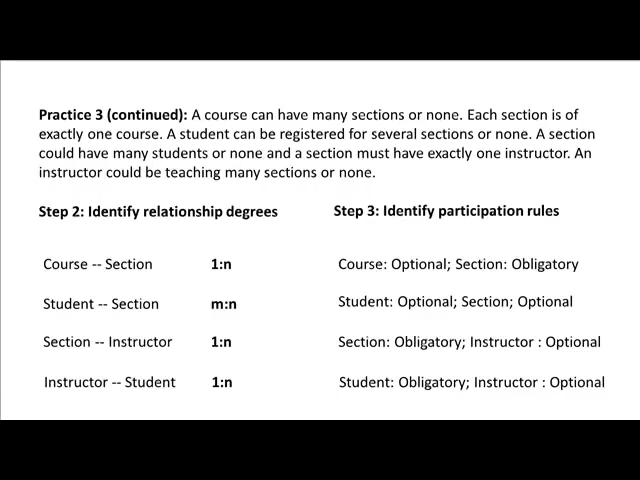 Practice 3 (continued): A course can have many sections or none. Each section is of
exactly one course. A student can be registered for several sections or none. A section
could have many students or none and a section must have exactly one instructor. An
instructor could be teaching many sections or none.
Step 2: Identify relationship degrees
Step 3: Identify participation rules
Course -- Section 1:n Course: Optional; Section: Obligatory
Student -- Section m:n Student: Optional; Section; Optional
Section -- Instructor 1:n Section: Obligatory; Instructor : Optional
Instructor -- Student 1:n Student: Obligatory; Instructor : Optional